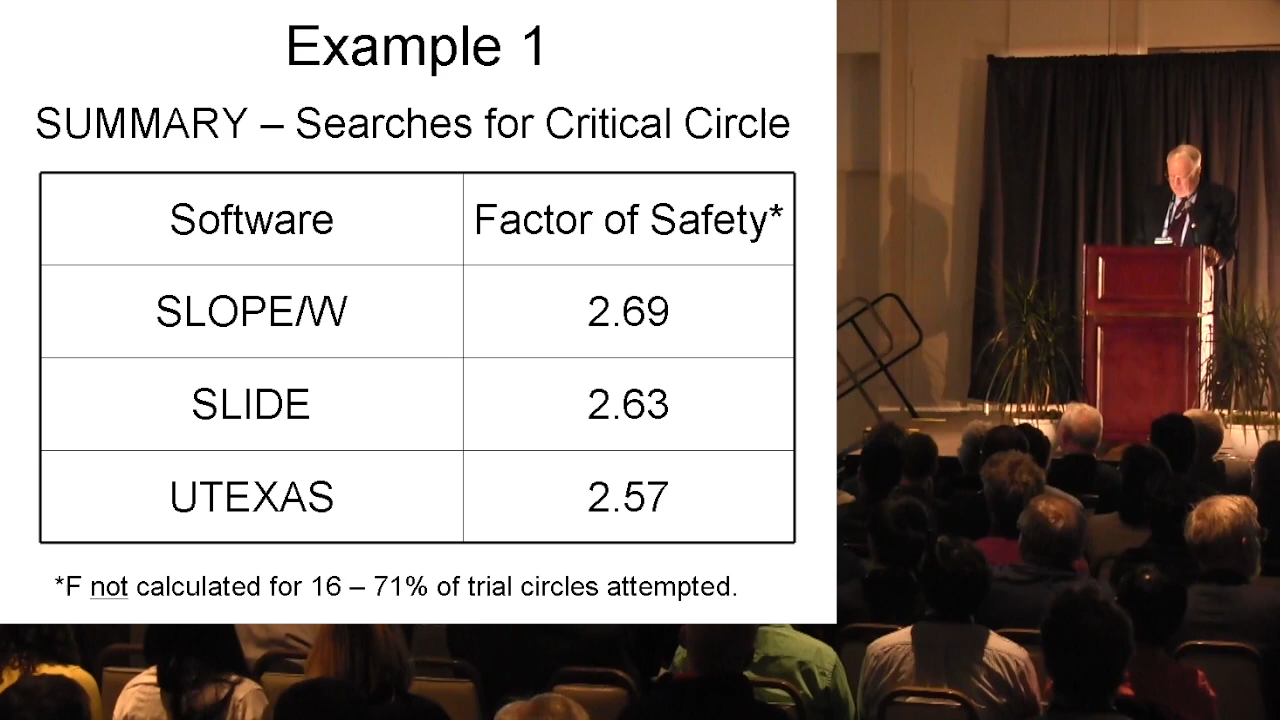 Example 1
SUMMARY – Searches for Critical Circle
Software Factor of Safety*
SLOPE/W 2.69
SLIDE 2.63
UTEXAS 2.57
*F not calculated for 16 – 71% of trial circles attempted.